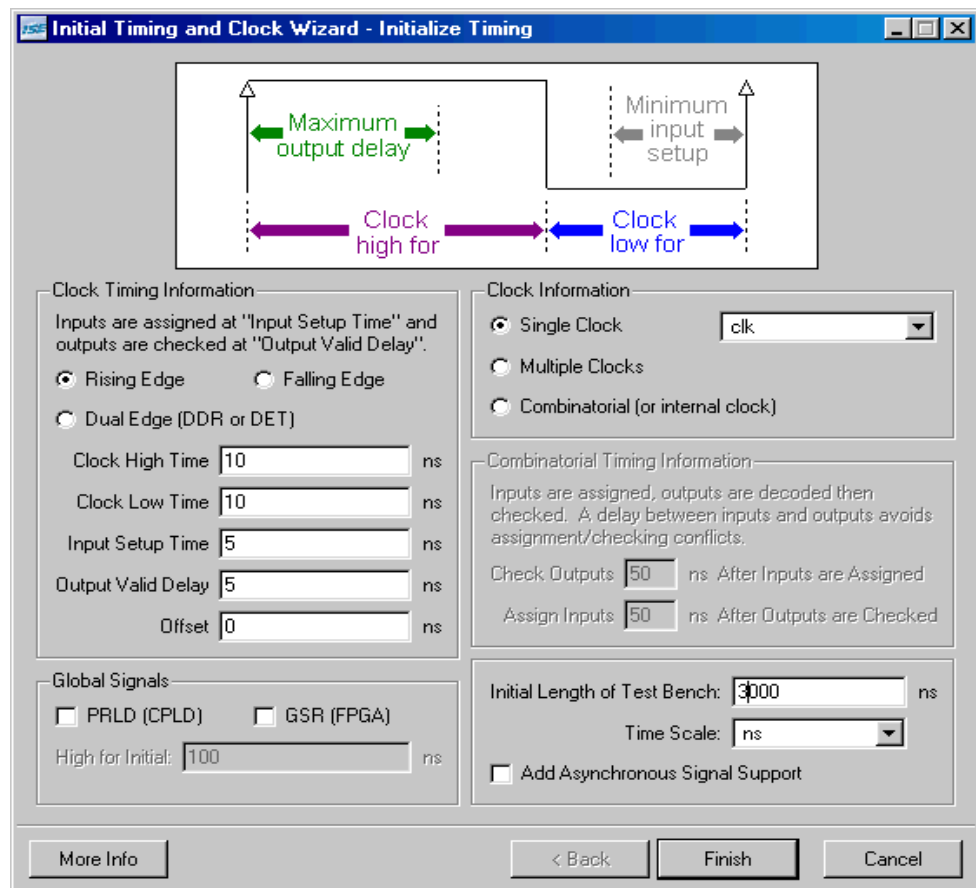 ISE Initial Timing and Clock Wizard - Initialize Timing
Maximum
output delay
Minimum
input
setup
Clock
high for
Clock
low for
Clock Timing Information
Inputs are assigned at "Input Setup Time" and
outputs are checked at "Output Valid Delay".
Rising Edge
Falling Edge
Dual Edge (DDR or DET)
Clock High Time 10 ns
Clock Low Time 10 ns
Input Setup Time 5 ns
Output Valid Delay 5 ns
Offset 0 ns
Global Signals
PRLD (CPLD)
GSR (FPGA)
High for Initial: 100 ns
Clock Information
Single Clock
clk
Multiple Clocks
Combinatorial (or internal clock)
Combinatorial Timing Information
Inputs are assigned, outputs are decoded then
checked. A delay between inputs and outputs avoids
assignment/checking conflicts.
Check Outputs 50 ns After Inputs are Assigned
Assign Inputs 50 ns After Outputs are Checked
Initial Length of Test Bench: 3000 ns
Time Scale: ns
Add Asynchronous Signal Support
More Info
< Back
Finish
Cancel